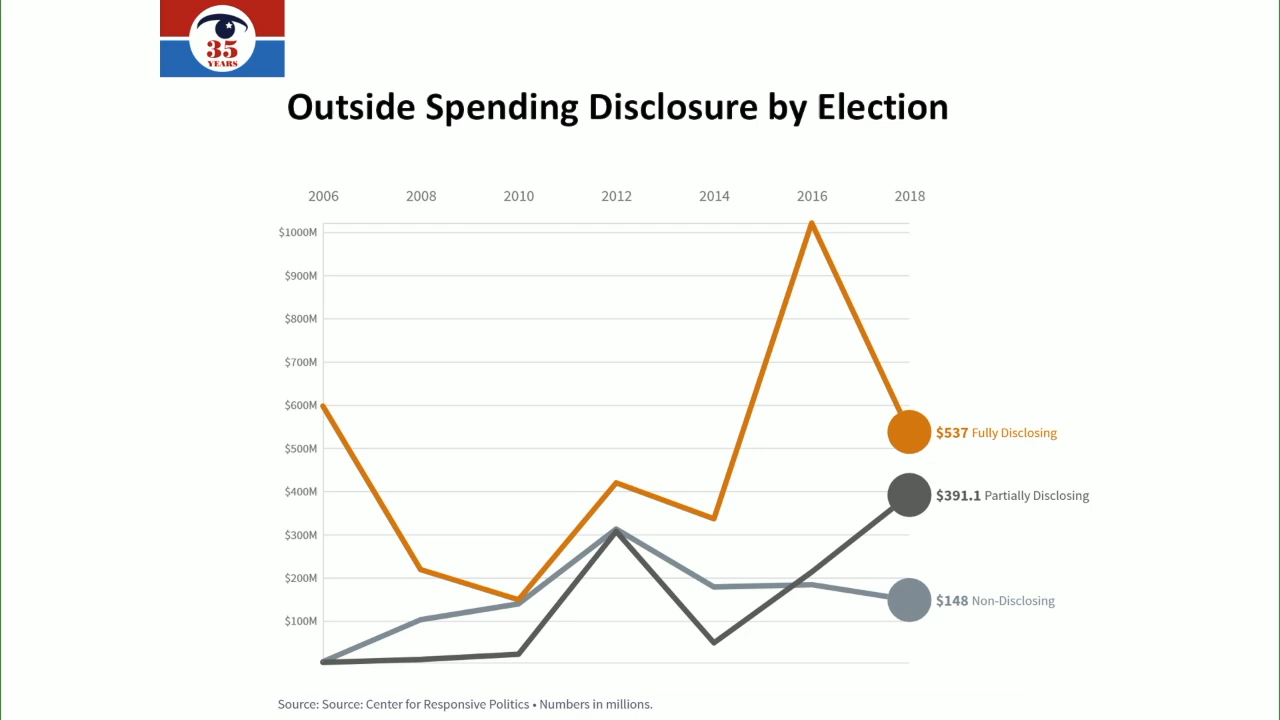 35
YEARS
Outside Spending Disclosure by Election
2006 2008 2010 2012 2014 2016 2018
$1000M
$900M
$800M
$700M
$600M
$500M
$400M
$300M
$200M
$100M
$537 Fully Disclosing
$391.1 Partially Disclosing
$148 Non-Disclosing
Source: Source: Center for Responsive Politics • Numbers in millions.